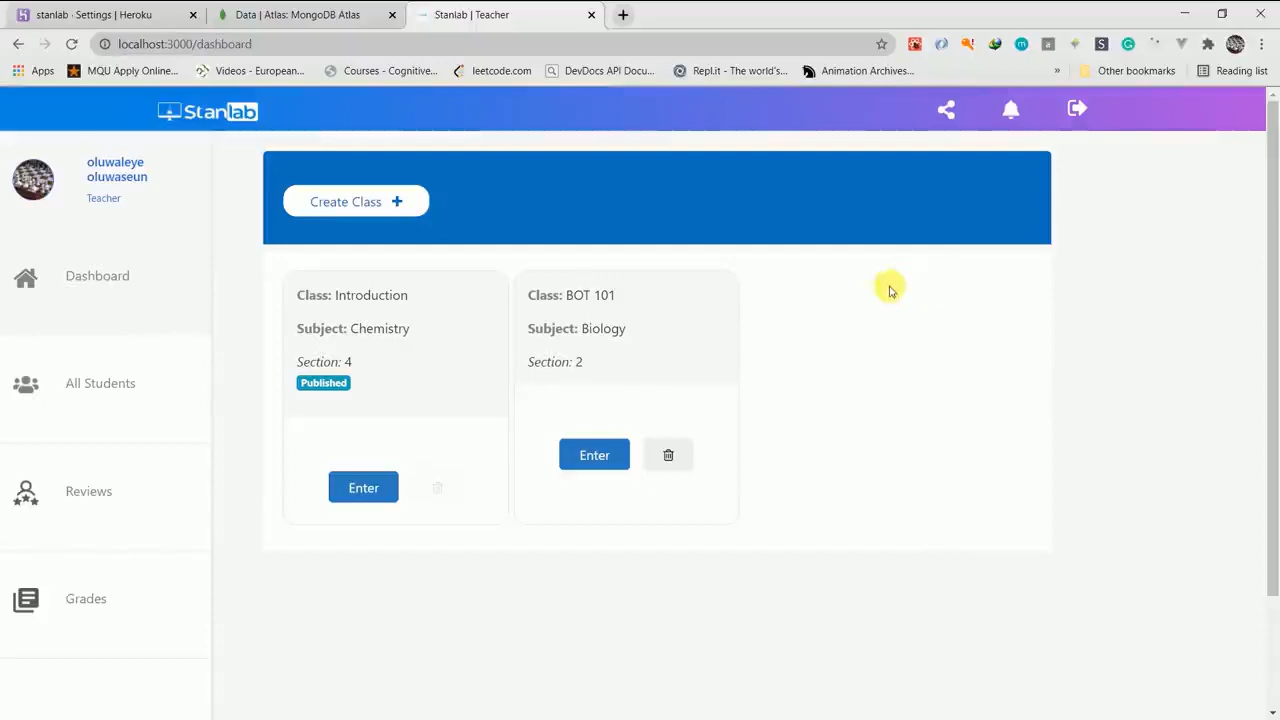 stanlab · Settings | Heroku
Data | Atlas: MongoDB Atlas
Stanlab | Teacher
localhost:3000/dashboard
Apps
MQU Apply Online...
Videos - European...
Courses - Cognitive...
leetcode.com
DevDocs API Docu...
Repl.it - The world's...
Animation Archives...
»
Other bookmarks
Reading list
Stanlab
oluwaleye
oluwaseun
Teacher
Dashboard
All Students
Reviews
Grades
Create Class +
Class: Introduction
Subject: Chemistry
Section: 4
Published
Enter
Class: BOT 101
Subject: Biology
Section: 2
Enter